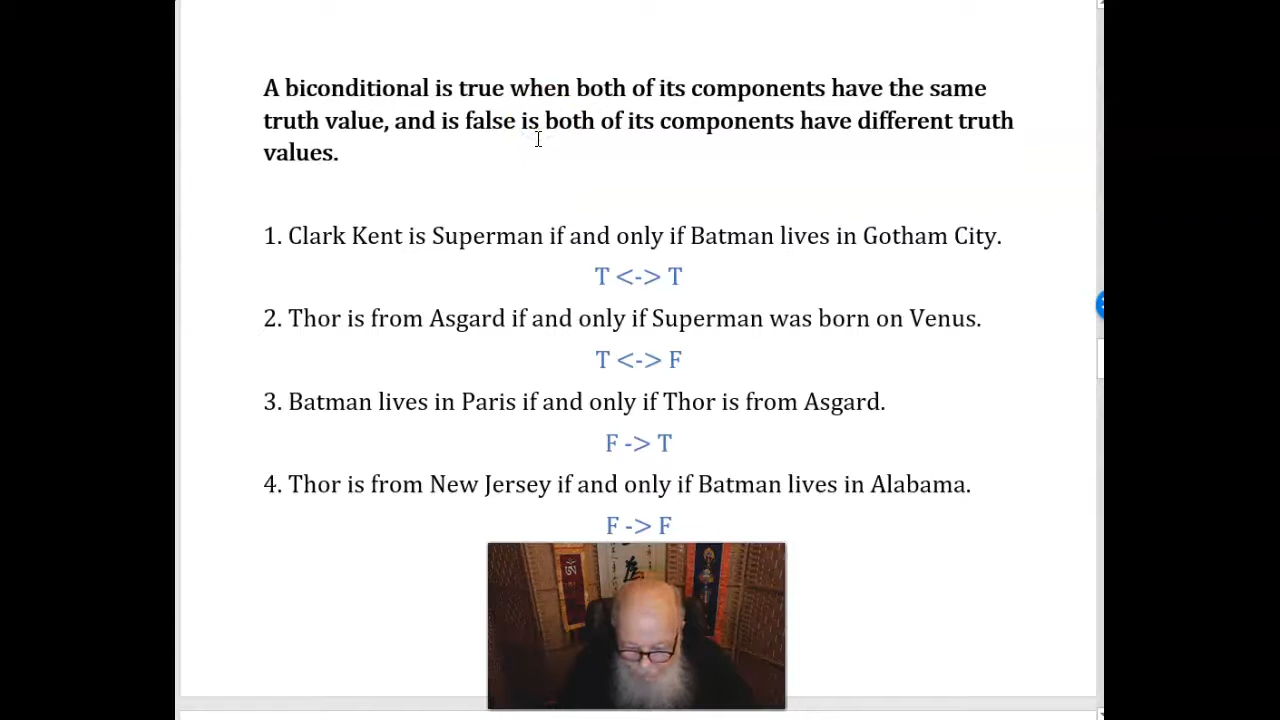 A biconditional is true when both of its components have the same
truth value, and is false is both of its components have different truth
values.
1. Clark Kent is Superman if and only if Batman lives in Gotham City.
T <-> T
2. Thor is from Asgard if and only if Superman was born on Venus.
T <-> F
3. Batman lives in Paris if and only if Thor is from Asgard.
F -> T
4. Thor is from New Jersey if and only if Batman lives in Alabama.
F -> F